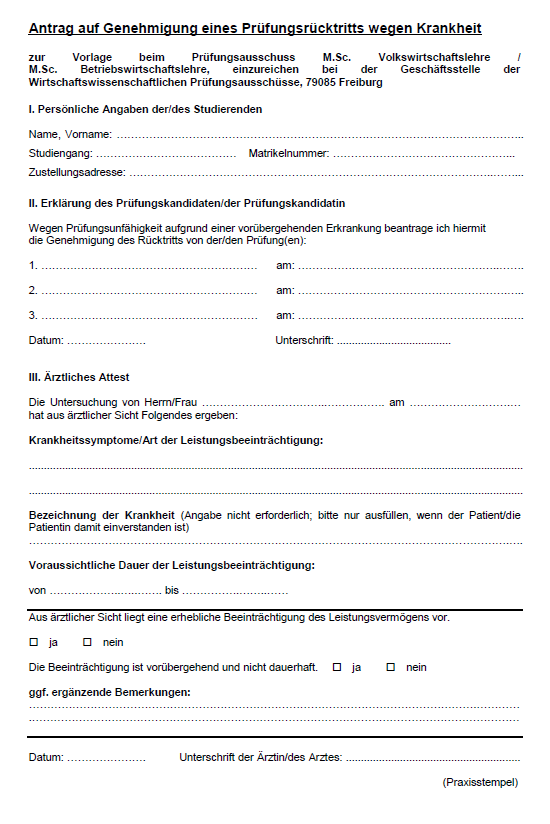 Antrag auf Genehmigung eines Prüfungsrücktritts wegen Krankheit
zur Vorlage beim Prüfungsausschuss M.Sc. Volkswirtschaftslehre /
M.Sc. Betriebswirtschaftslehre, einzureichen bei der Geschäftsstelle der
Wirtschaftswissenschaftlichen Prüfungsausschüsse, 79085 Freiburg
I. Persönliche Angaben der/des Studierenden
Name, Vorname: ……………………………………………………………………………………………………..
Studiengang: ………………………………… Matrikelnummer: …………………………………………...
Zustellungsadresse: …………………………………………………………………………………………………..
II. Erklärung des Prüfungskandidaten/der Prüfungskandidatin
Wegen Prüfungsunfähigkeit aufgrund einer vorübergehenden Erkrankung beantrage ich hiermit
die Genehmigung des Rücktritts von der/den Prüfung(en):
1. …………………………………………………… am: ……………………………………………………
2. …………………………………………………… am: ……………………………………………………
3. …………………………………………………… am: ……………………………………………………
Datum: …………………. Unterschrift: ......................................
III. Ärztliches Attest
Die Untersuchung von Herrn/Frau …………………………………………… am …………………………
hat aus ärztlicher Sicht Folgendes ergeben:
Krankheitssymptome/Art der Leistungsbeeinträchtigung:
....................................................................................................................................
....................................................................................................................................
Bezeichnung der Krankheit (Angabe nicht erforderlich; bitte nur ausfüllen, wenn der Patient/die
Patientin damit einverstanden ist)
…………………………………………………………………………………………………………………………
Voraussichtliche Dauer der Leistungsbeeinträchtigung:
von …………………………. bis …………………………
Aus ärztlicher Sicht liegt eine erhebliche Beeinträchtigung des Leistungsvermögens vor.
☐ ja ☐ nein
Die Beeinträchtigung ist vorübergehend und nicht dauerhaft. ☐ ja ☐ nein
ggf. ergänzende Bemerkungen:
…………………………………………………………………………………………………………………………
…………………………………………………………………………………………………………………………
Datum: …………………. Unterschrift der Ärztin/des Arztes: ..........................................................
(Praxisstempel)